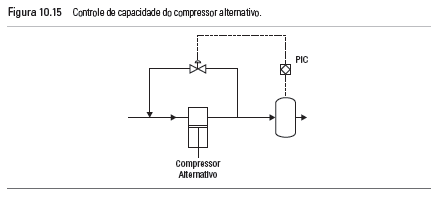 Figura 10.15 Controle de capacidade do compressor alternativo.
PIC
Compressor
Alternativo